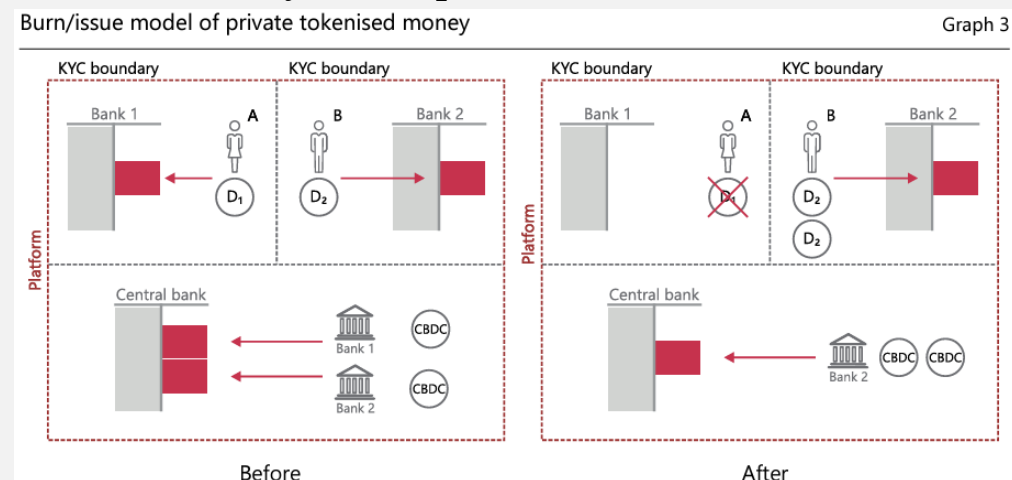 Burn/issue model of private tokenised money
Graph 3
KYC boundary
KYC boundary
Bank 1
A
B
Bank 2
D₁
D₂
Platform
Central bank
Bank 1
CBDC
Bank 2
CBDC
Before
KYC boundary
KYC boundary
Bank 1
A
B
Bank 2
D₁
D₂
D₂
Platform
Central bank
Bank 2
CBDC
CBDC
After